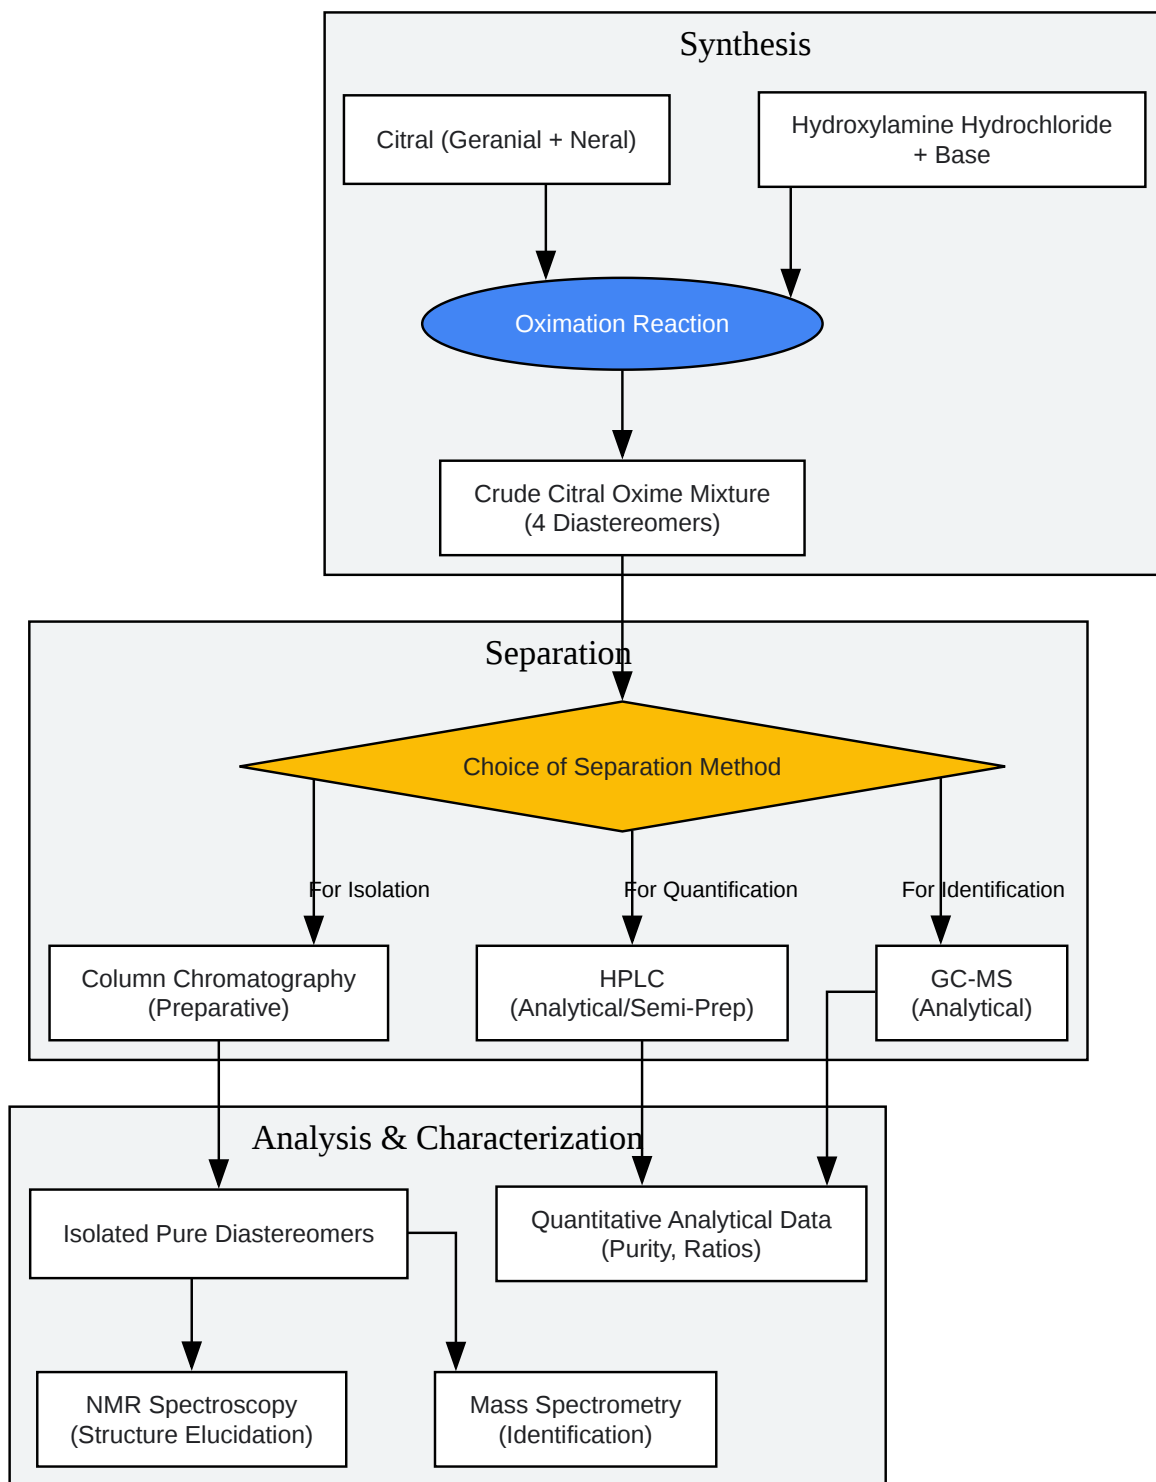 Synthesis
Citral (Geranial + Neral)
Hydroxylamine Hydrochloride
+ Base
Oximation Reaction
Crude Citral Oxime Mixture
(4 Diastereomers)
Separation
Choice of Separation Method
For Isolation
For Quantification
For Identification
Column Chromatography
(Preparative)
HPLC
(Analytical/Semi-Prep)
GC-MS
(Analytical)
Analysis & Characterization
Isolated Pure Diastereomers
Quantitative Analytical Data
(Purity, Ratios)
NMR Spectroscopy
(Structure Elucidation)
Mass Spectrometry
(Identification)